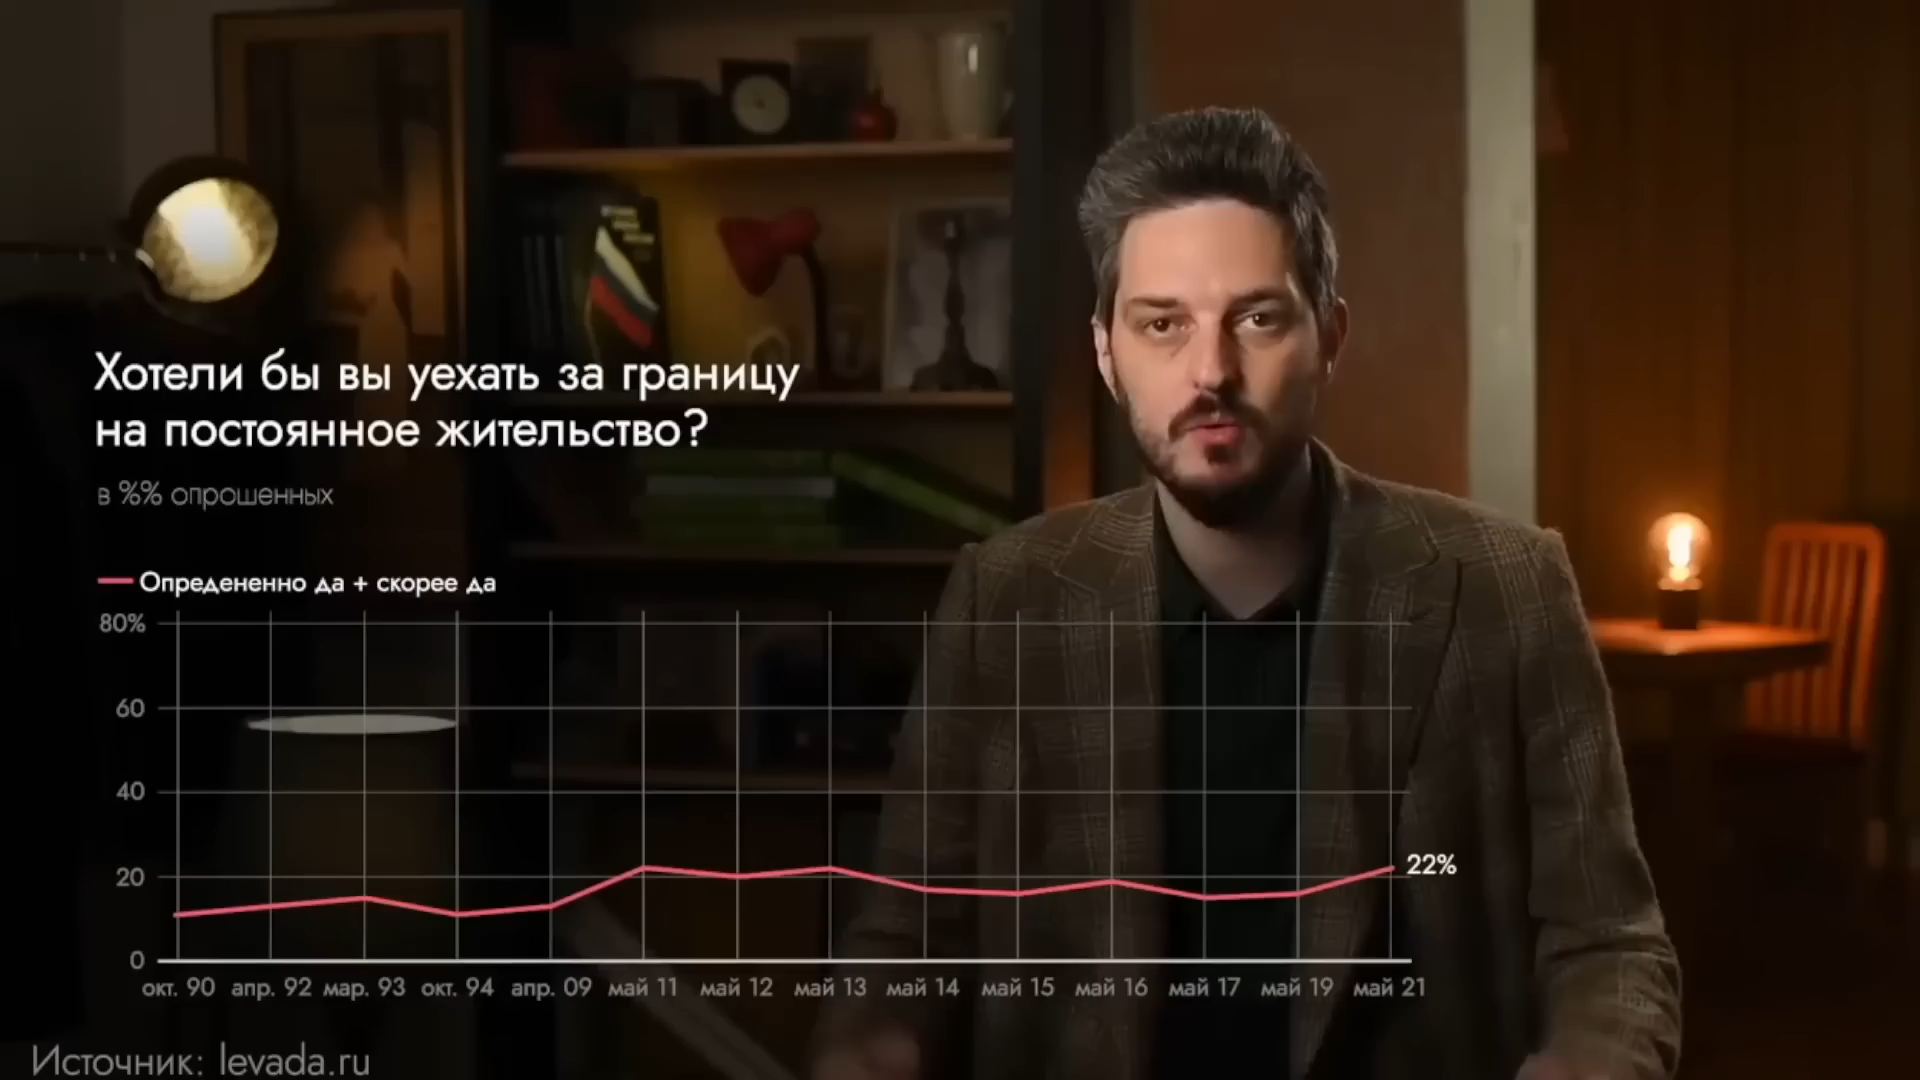 Хотели бы вы уехать за границу
на постоянное жительство?
в %% опрошенных
Опредененно да + скорее да
80%
60
40
20
0
22%
окт. 90 апр. 92 мар. 93 окт. 94 апр. 09 май 11 май 12 май 13 май 14 май 15 май 16 май 17 май 19 май 21
Источник: levada.ru